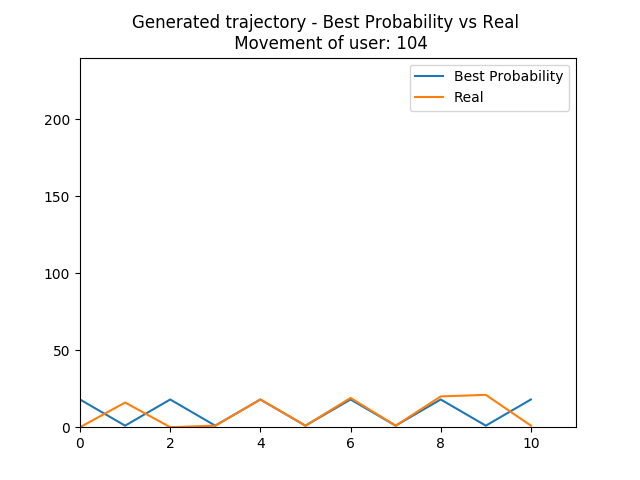 Generated trajectory - Best Probability vs Real
Movement of user: 104
Best Probability
Real
200
150
100
50
0
0 2 4 6 8 10